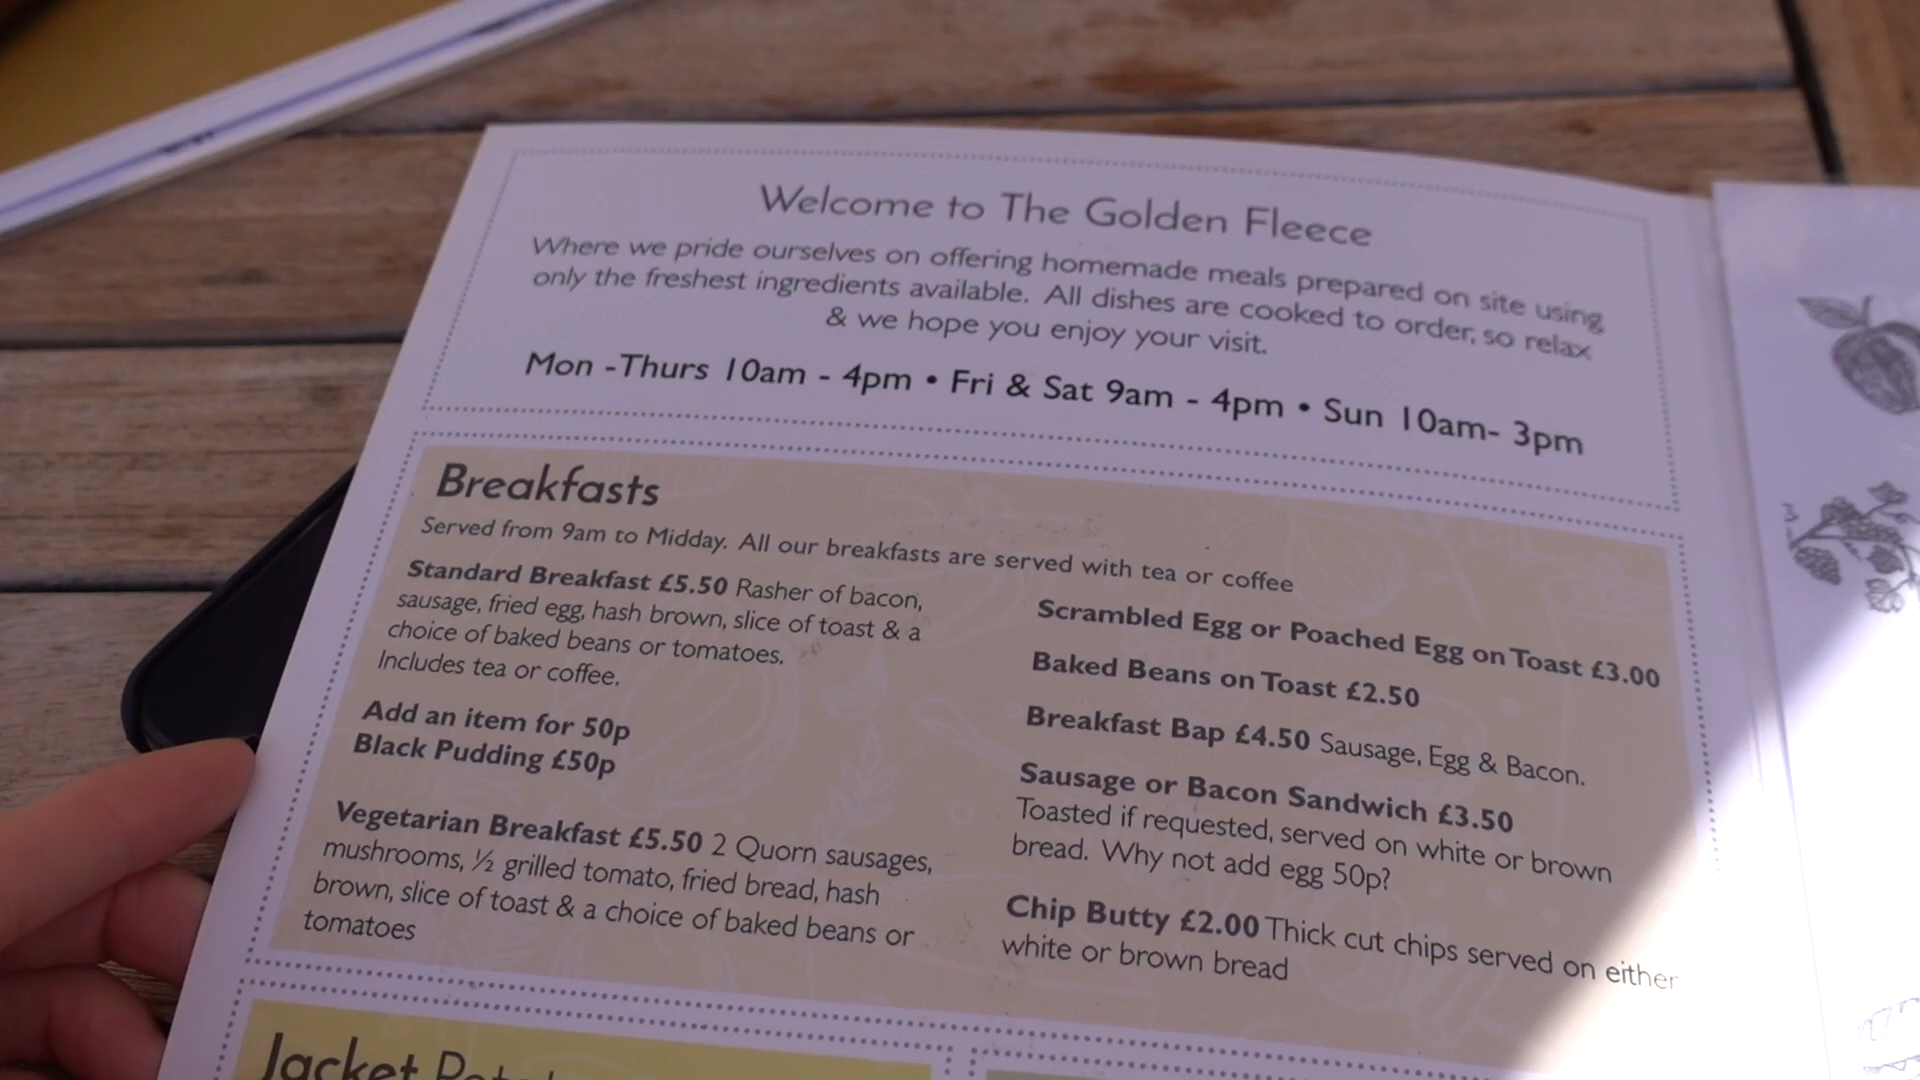 Welcome to The Golden Fleece
Where we pride ourselves on offering homemade meals prepared on site using
only the freshest ingredients available. All dishes are cooked to order, so relax
& we hope you enjoy your visit.
Mon -Thurs 10am - 4pm • Fri & Sat 9am - 4pm • Sun 10am- 3pm
Breakfasts
Served from 9am to Midday. All our breakfasts are served with tea or coffee
Standard Breakfast £5.50 Rasher of bacon,
sausage, fried egg, hash brown, slice of toast & a
choice of baked beans or tomatoes.
Includes tea or coffee.
Add an item for 50p
Black Pudding £50p
Vegetarian Breakfast £5.50 2 Quorn sausages,
mushrooms, ½ grilled tomato, fried bread, hash
brown, slice of toast & a choice of baked beans or
tomatoes
Scrambled Egg or Poached Egg on Toast £3.00
Baked Beans on Toast £2.50
Breakfast Bap £4.50 Sausage, Egg & Bacon.
Sausage or Bacon Sandwich £3.50
Toasted if requested, served on white or brown
bread. Why not add egg 50p?
Chip Butty £2.00 Thick cut chips served on either
white or brown bread
Jacket